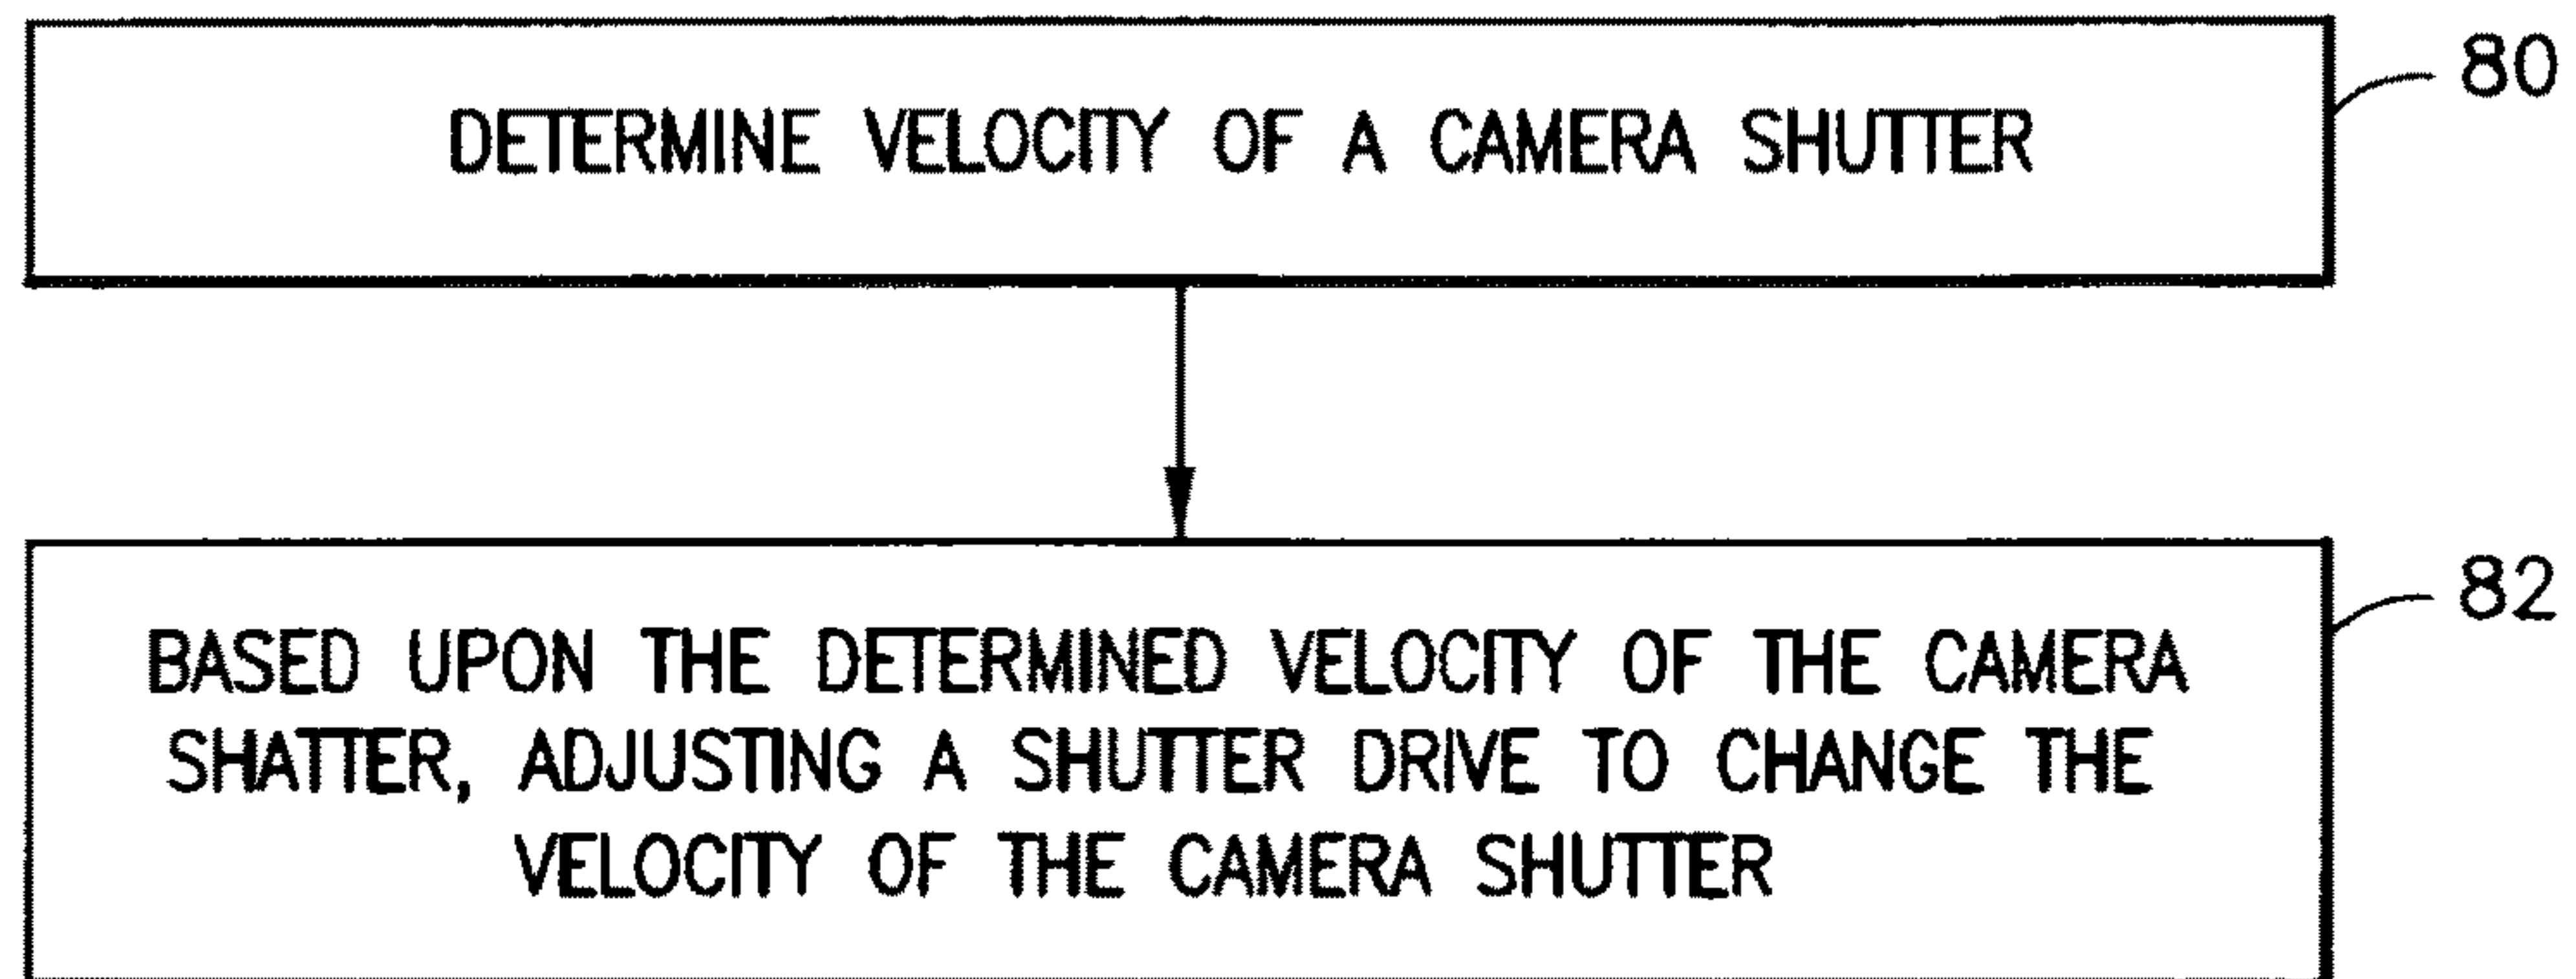 DETERMINE VELOCITY OF A CAMERA SHUTTER
80
BASED UPON THE DETERMINED VELOCITY OF THE CAMERA
SHATTER, ADJUSTING A SHUTTER DRIVE TO CHANGE THE
VELOCITY OF THE CAMERA SHUTTER
82